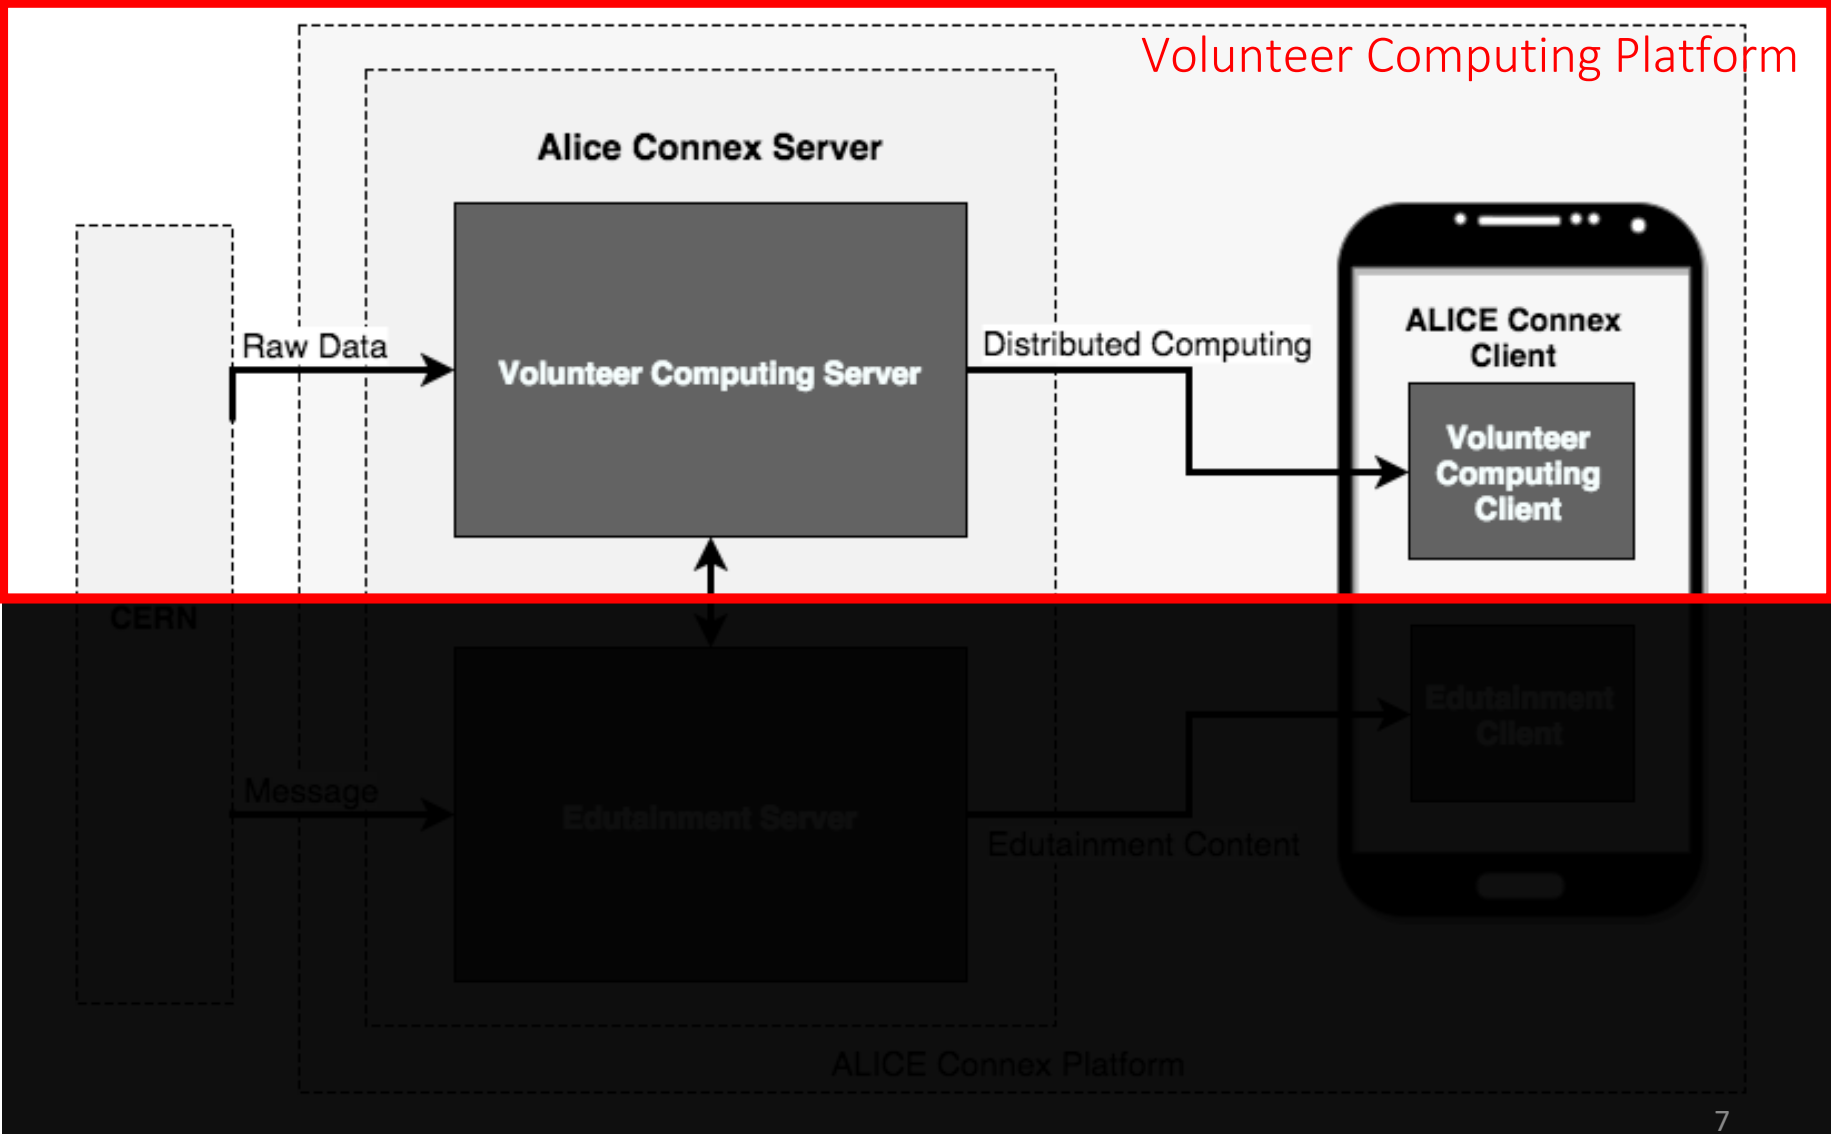 Volunteer Computing Platform
Alice Connex Server
Raw Data
Volunteer Computing Server
Distributed Computing
ALICE Connex
Client
Volunteer
Computing
Client
CERN
Message
Edutainment Server
Edutainment Content
Edutainment
Client
ALICE Connex Platform
7